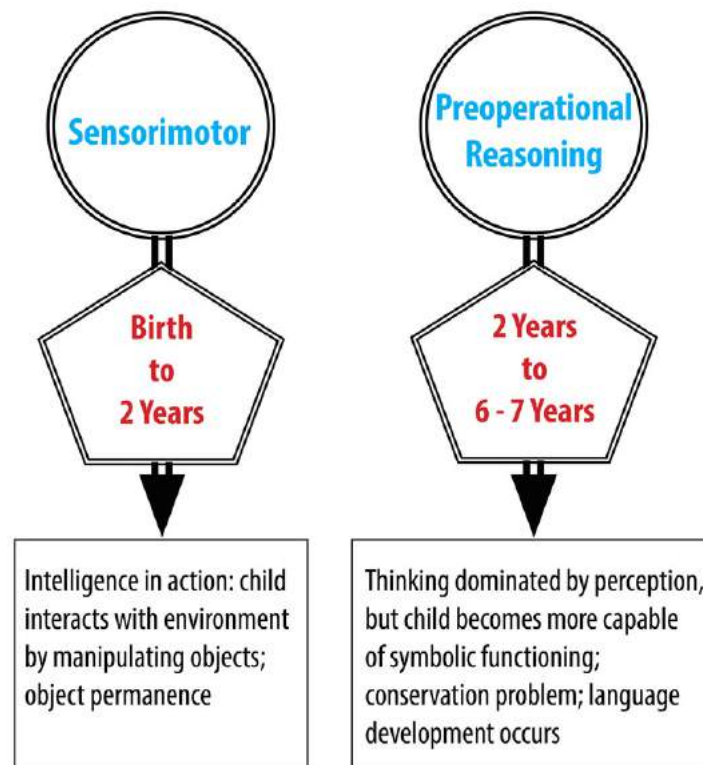 Sensorimotor
Birth
to
2 Years
Intelligence in action: child
interacts with environment
by manipulating objects;
object permanence
Preoperational
Reasoning
2 Years
to
6 - 7 Years
Thinking dominated by perception,
but child becomes more capable
of symbolic functioning;
conservation problem; language
development occurs